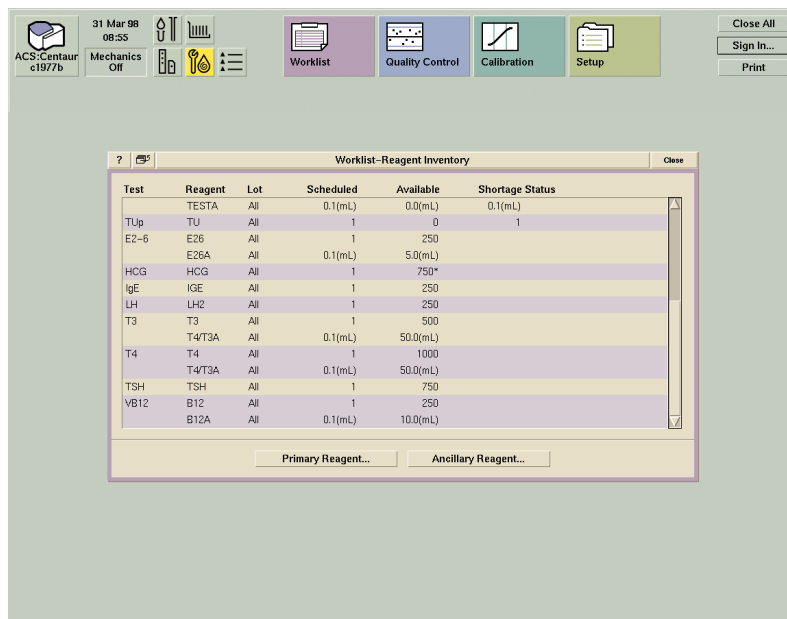 31 Mar 98
08:55
ACS:Centaur
c1977b
Mechanics
Off
Worklist
Quality Control
Calibration
Setup
Close All
Sign In...
Print
? Worklist–Reagent Inventory Close
Test Reagent Lot Scheduled Available Shortage Status
TESTA All 0.1(mL) 0.0(mL) 0.1(mL)
TUp TU All 1 0 1
E2–6 E26 All 1 250
E26A All 0.1(mL) 5.0(mL)
HCG HCG All 1 750*
IgE IGE All 1 250
LH LH2 All 1 250
T3 T3 All 1 500
T4/T3A All 0.1(mL) 50.0(mL)
T4 T4 All 1 1000
T4/T3A All 0.1(mL) 50.0(mL)
TSH TSH All 1 750
VB12 B12 All 1 250
B12A All 0.1(mL) 10.0(mL)
Primary Reagent... Ancillary Reagent...